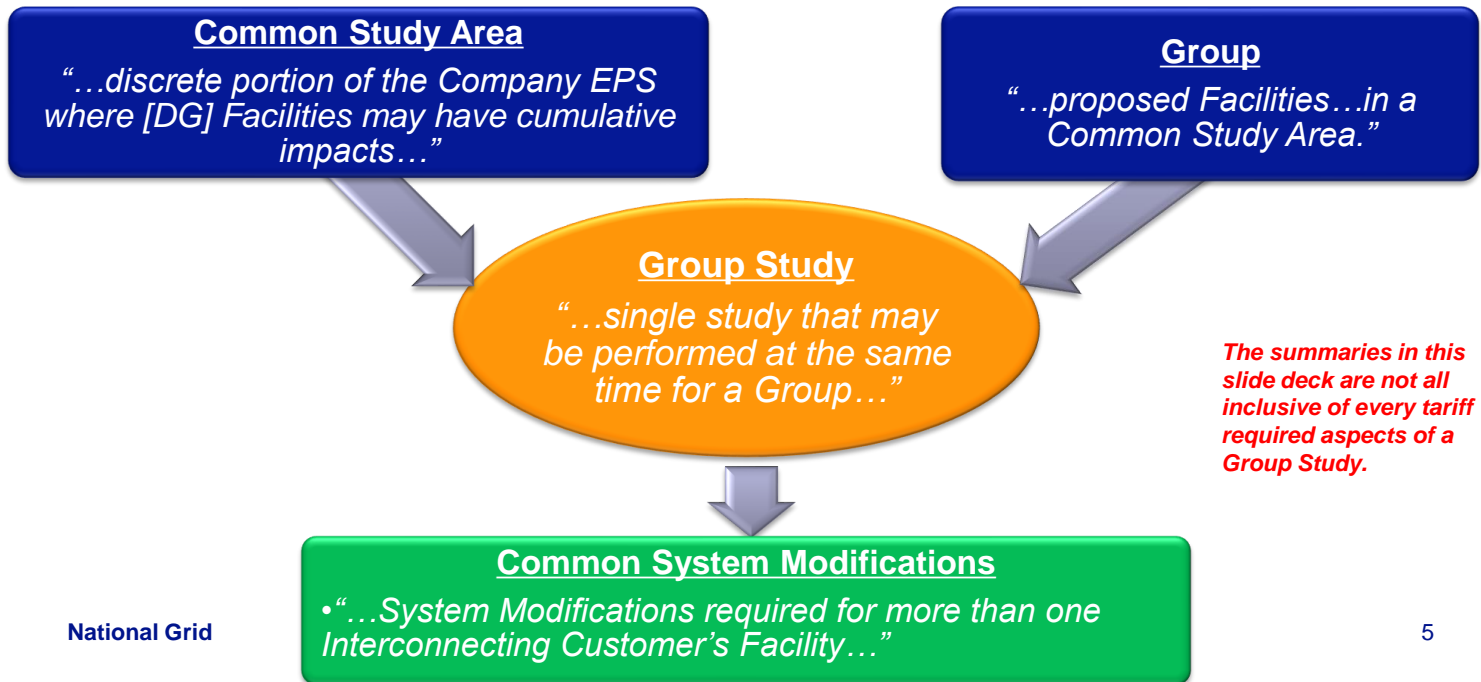 Common Study Area
“…discrete portion of the Company EPS
where [DG] Facilities may have cumulative
impacts…”
Group
“…proposed Facilities…in a
Common Study Area.”
Group Study
“…single study that may
be performed at the same
time for a Group…”
The summaries in this
slide deck are not all
inclusive of every tariff
required aspects of a
Group Study.
Common System Modifications
•“…System Modifications required for more than one
Interconnecting Customer’s Facility…”
National Grid
5